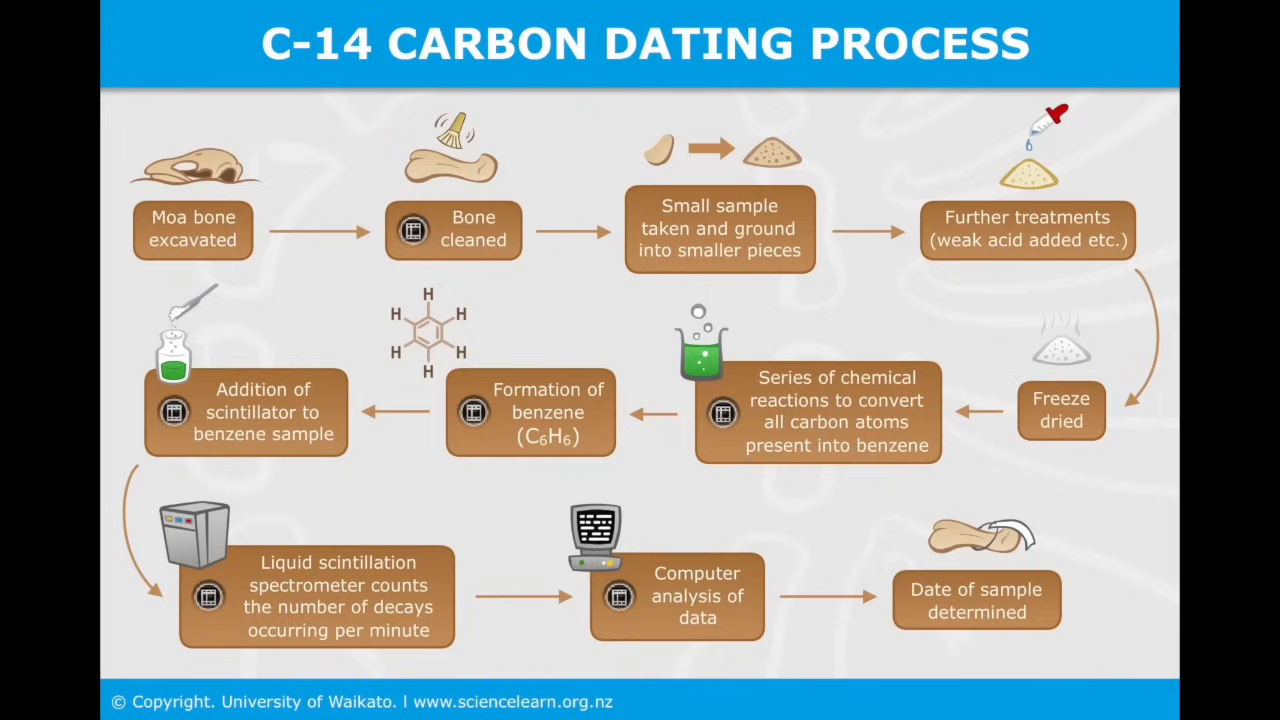 C-14 CARBON DATING PROCESS
Moa bone
excavated
Bone
cleaned
Small sample
taken and ground
into smaller pieces
Further treatments
(weak acid added etc.)
Freeze
dried
Series of chemical
reactions to convert
all carbon atoms
present into benzene
H
H H
H H
H
Formation of
benzene
(C₆H₆)
Addition of
scintillator to
benzene sample
Liquid scintillation
spectrometer counts
the number of decays
occurring per minute
Computer
analysis of
data
Date of sample
determined
© Copyright. University of Waikato. l www.sciencelearn.org.nz